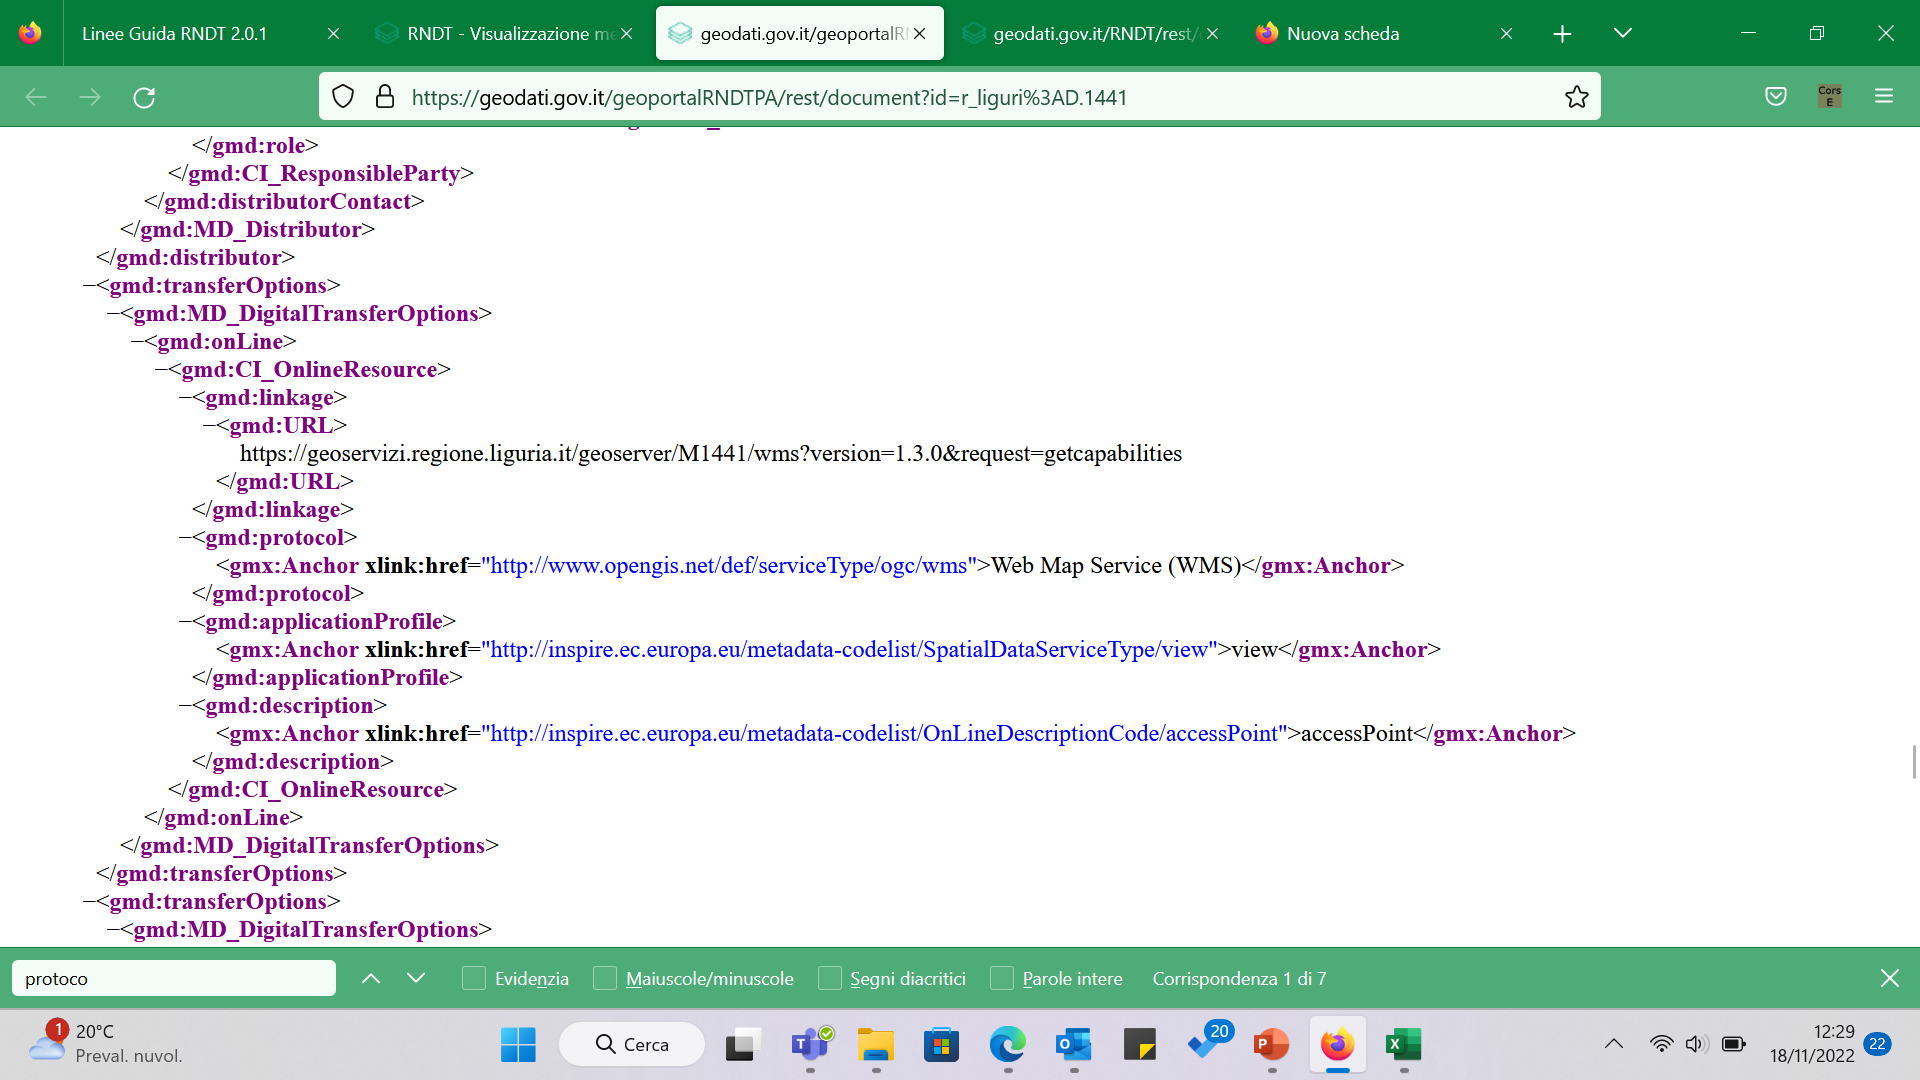 Linee Guida RNDT 2.0.1
RNDT - Visualizzazione me
geodati.gov.it/geoportalR
geodati.gov.it/RNDT/rest/
Nuova scheda
https://geodati.gov.it/geoportalRNDTPA/rest/document?id=r_liguri%3AD.1441
Cors E
</gmd:role>
</gmd:CI_ResponsibleParty>
</gmd:distributorContact>
</gmd:MD_Distributor>
</gmd:distributor>
−<gmd:transferOptions>
−<gmd:MD_DigitalTransferOptions>
−<gmd:onLine>
−<gmd:CI_OnlineResource>
−<gmd:linkage>
−<gmd:URL>
https://geoservizi.regione.liguria.it/geoserver/M1441/wms?version=1.3.0&request=getcapabilities
</gmd:URL>
</gmd:linkage>
−<gmd:protocol>
<gmx:Anchor xlink:href="http://www.opengis.net/def/serviceType/ogc/wms">Web Map Service (WMS)</gmx:Anchor>
</gmd:protocol>
−<gmd:applicationProfile>
<gmx:Anchor xlink:href="http://inspire.ec.europa.eu/metadata-codelist/SpatialDataServiceType/view">view</gmx:Anchor>
</gmd:applicationProfile>
−<gmd:description>
<gmx:Anchor xlink:href="http://inspire.ec.europa.eu/metadata-codelist/OnLineDescriptionCode/accessPoint">accessPoint</gmx:Anchor>
</gmd:description>
</gmd:CI_OnlineResource>
</gmd:onLine>
</gmd:MD_DigitalTransferOptions>
</gmd:transferOptions>
−<gmd:transferOptions>
−<gmd:MD_DigitalTransferOptions>
protoco
Evidenzia
Maiuscole/minuscole
Segni diacritici
Parole intere
Corrispondenza 1 di 7
1
20°C
Preval. nuvol.
Cerca
20
12:29
18/11/2022
22